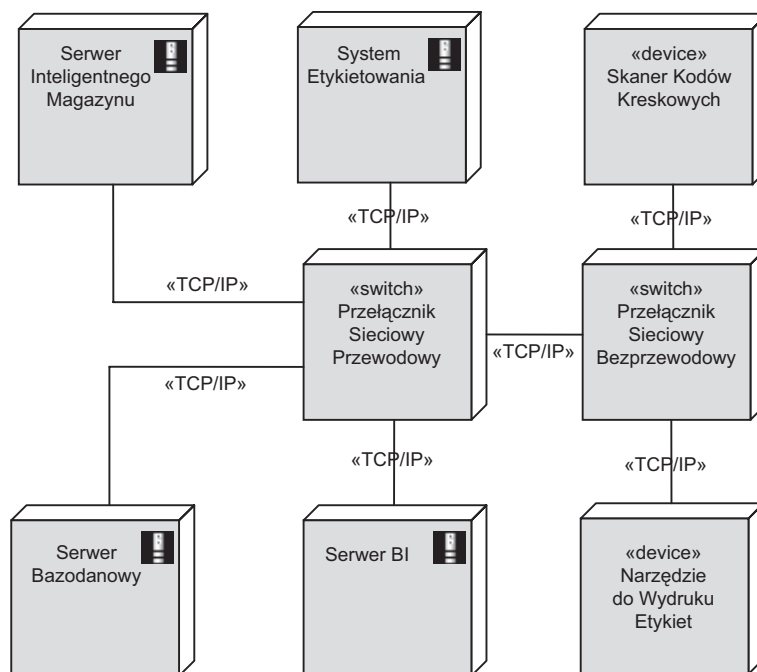 Serwer
Inteligentnego
Magazynu
System
Etykietowania
«device»
Skaner Kodów
Kreskowych
«TCP/IP»
«TCP/IP»
«TCP/IP»
«switch»
Przełącznik
Sieciowy
Przewodowy
«switch»
Przełącznik
Sieciowy
Bezprzewodowy
«TCP/IP»
«TCP/IP»
«TCP/IP»
«TCP/IP»
Serwer
Bazodanowy
Serwer BI
«device»
Narzędzie
do Wydruku
Etykiet